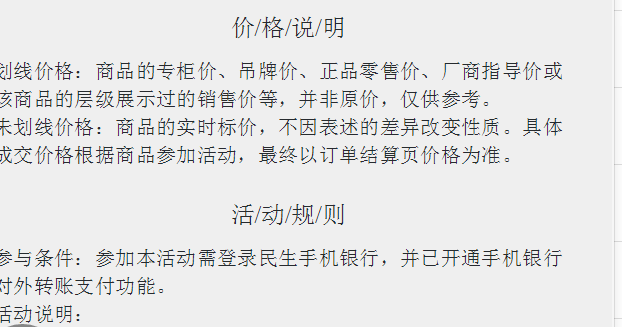 价/格/说/明
划线价格：商品的专柜价、吊牌价、正品零售价、厂商指导价或
该商品的层级展示过的销售价等，并非原价，仅供参考。
未划线价格：商品的实时标价，不因表述的差异改变性质。具体
成交价格根据商品参加活动，最终以订单结算页价格为准。
活/动/规/则
参与条件：参加本活动需登录民生手机银行，并已开通手机银行
对外转账支付功能。
活动说明：